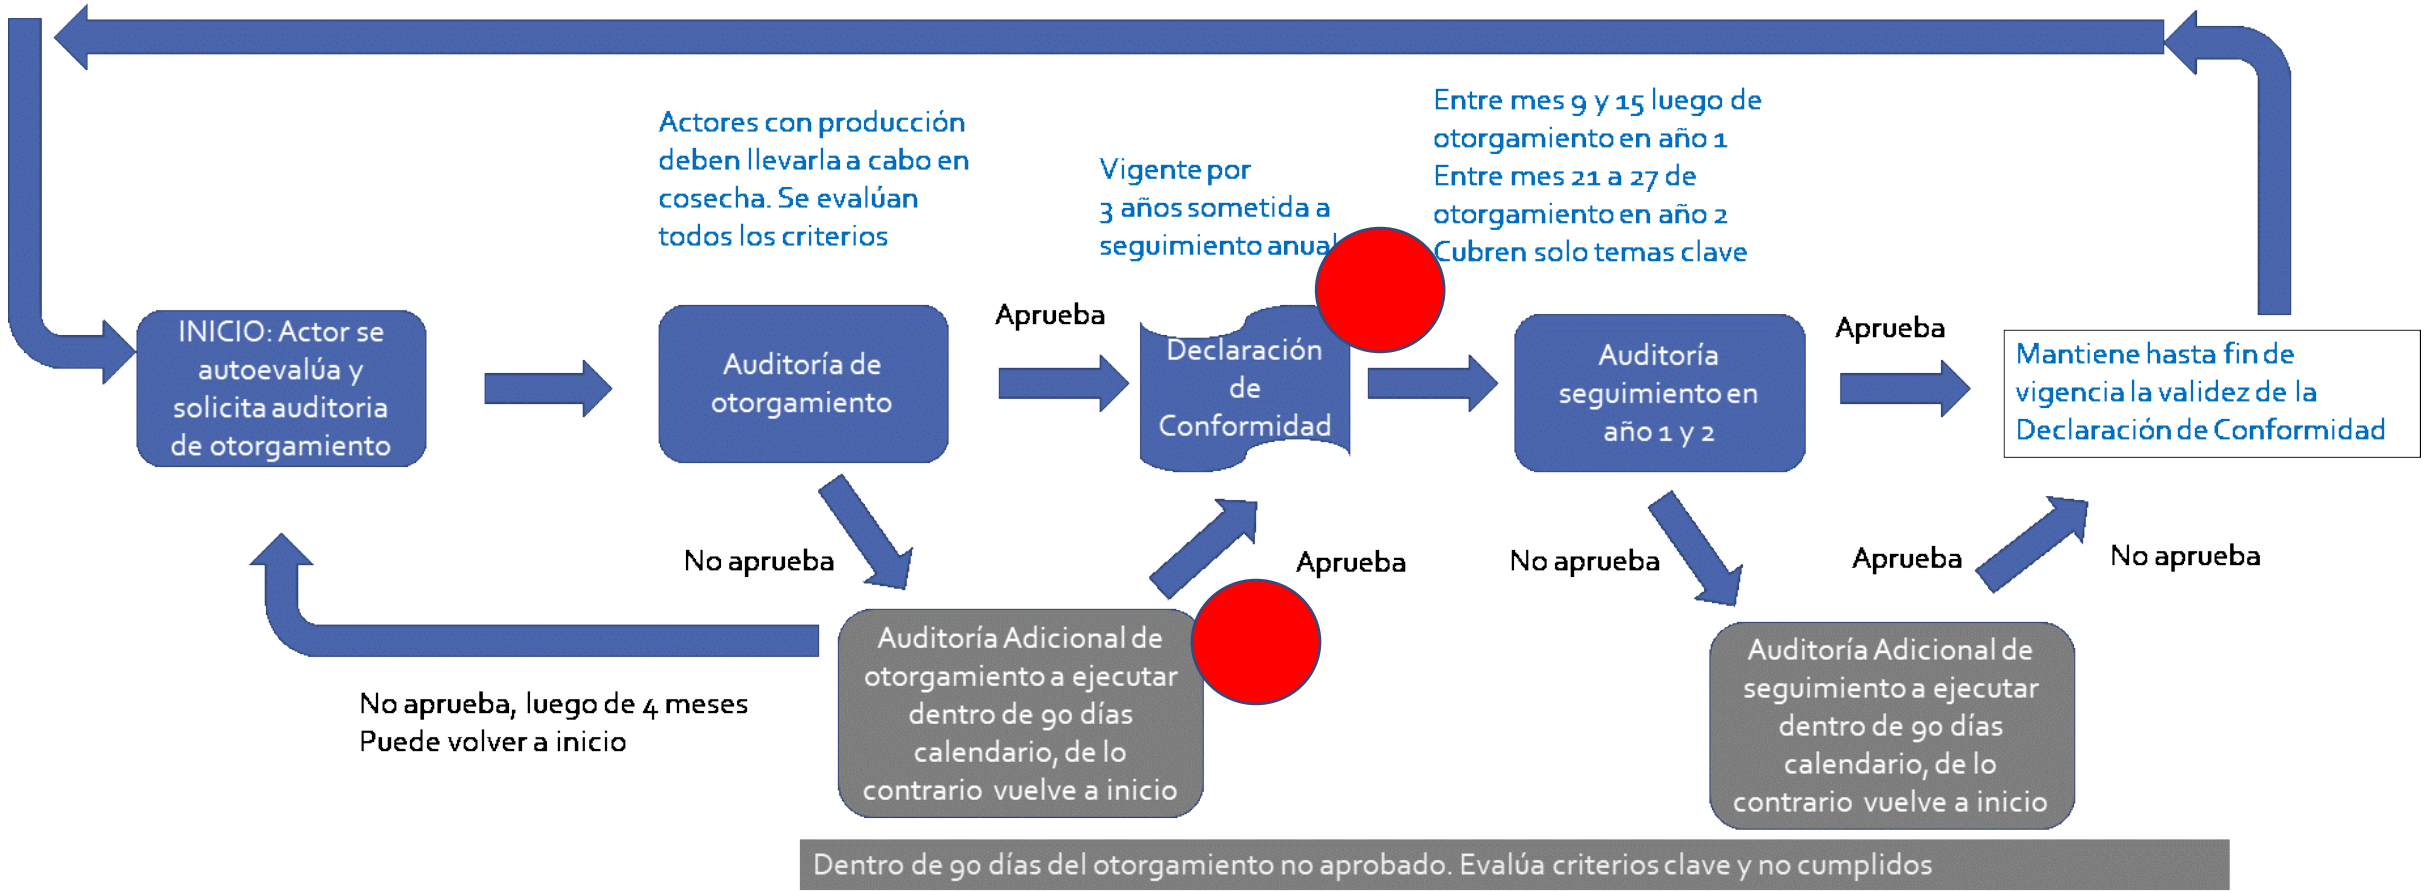 Actores con producción
deben llevarla a cabo en
cosecha. Se evalúan
todos los criterios
Vigente por
3 años sometida a
seguimiento anual
Entre mes 9 y 15 luego de
otorgamiento en año 1
Entre mes 21 a 27 de
otorgamiento en año 2
Cubren solo temas clave
INICIO: Actor se
autoevalúa y
solicita auditoria
de otorgamiento
Auditoría de
otorgamiento
Aprueba
Declaración
de
Conformidad
Auditoría
seguimiento en
año 1 y 2
Aprueba
Mantiene hasta fin de
vigencia la validez de la
Declaración de Conformidad
No aprueba
Aprueba
No aprueba
Aprueba
No aprueba
No aprueba, luego de 4 meses
Puede volver a inicio
Auditoría Adicional de
otorgamiento a ejecutar
dentro de 90 días
calendario, de lo
contrario vuelve a inicio
Auditoría Adicional de
seguimiento a ejecutar
dentro de 90 días
calendario, de lo
contrario vuelve a inicio
Dentro de 90 días del otorgamiento no aprobado. Evalúa criterios clave y no cumplidos